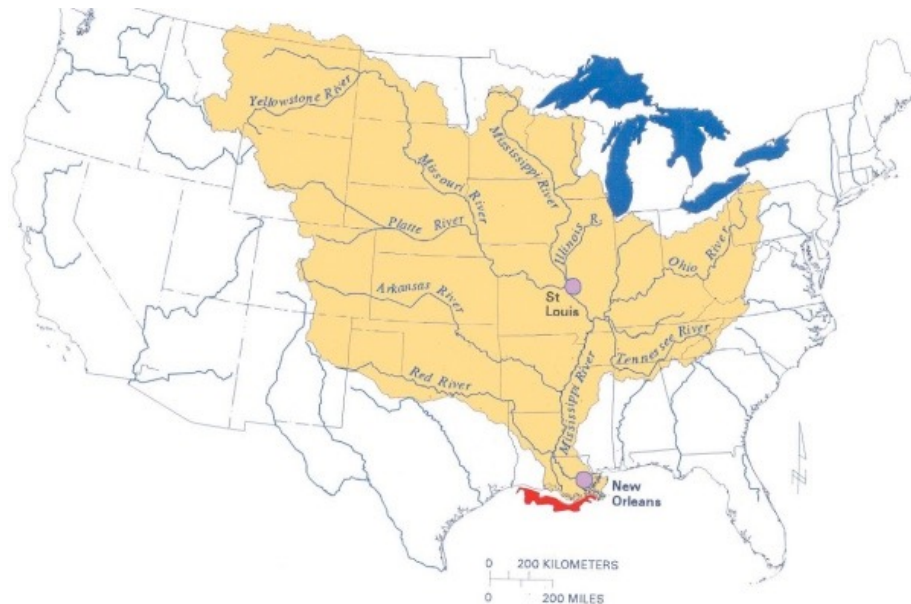 Yellowstone River
Missouri River
Mississippi River
Platte River
Illinois R.
Ohio River
St
Louis
Arkansas River
Tennessee River
Red River
Mississippi River
New
Orleans
N
0 200 KILOMETERS
0 200 MILES